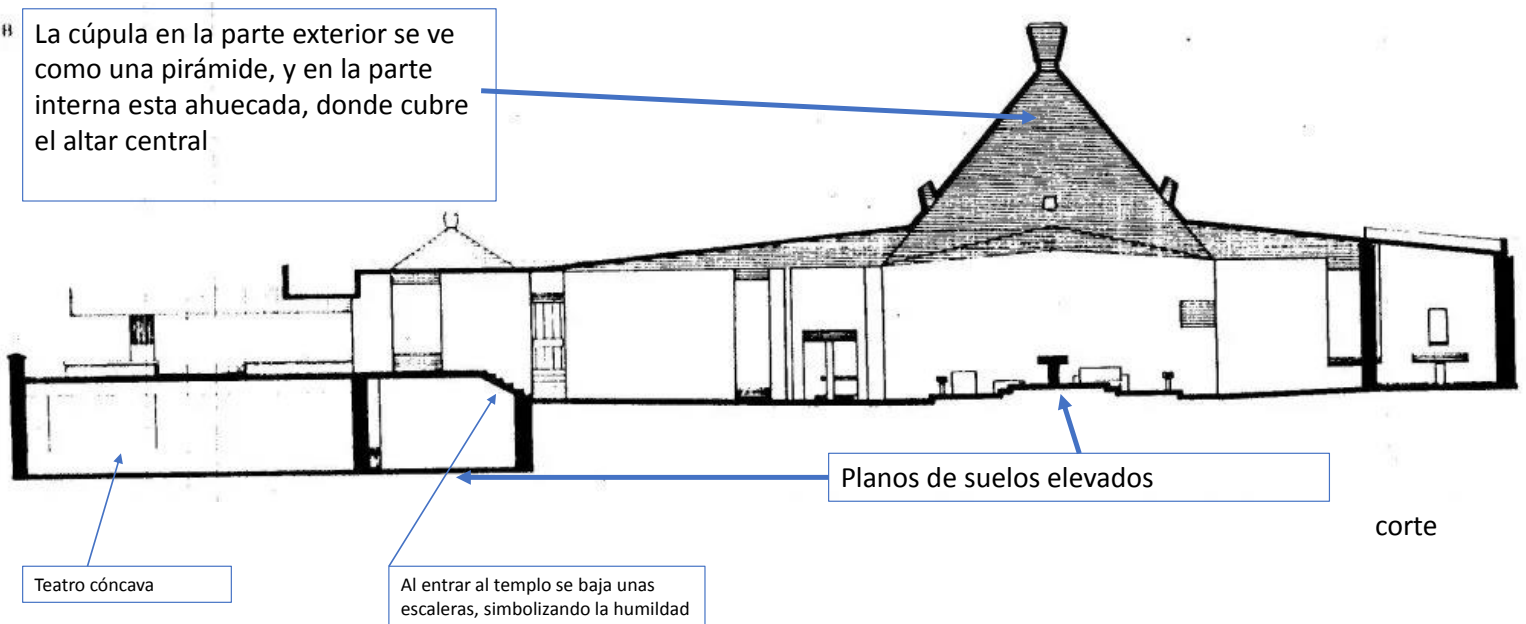 B
La cúpula en la parte exterior se ve
como una pirámide, y en la parte
interna esta ahuecada, donde cubre
el altar central
Planos de suelos elevados
corte
Teatro cóncava
Al entrar al templo se baja unas
escaleras, simbolizando la humildad